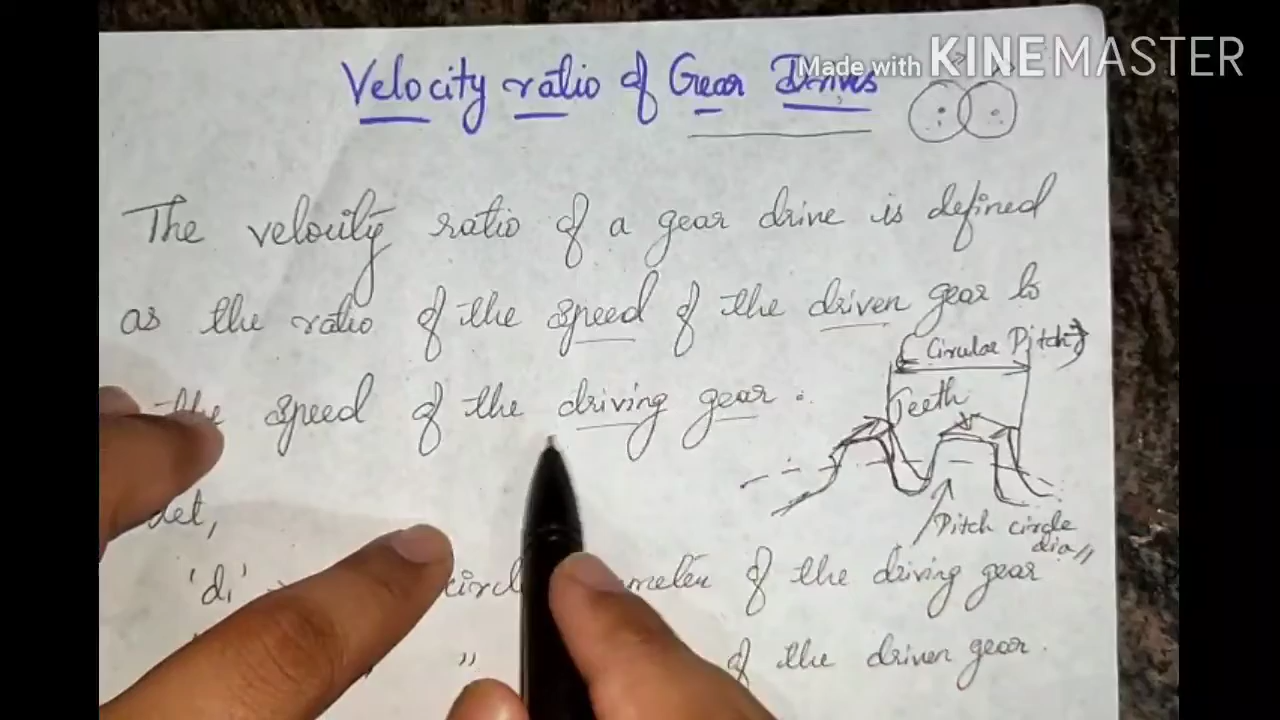 Made with KINEMASTER
Velocity ratio of Gear Drives
The velocity ratio of a gear drive is defined
as the ratio of the speed of the driven gear to
the speed of the driving gear.
Circular Pitch
Teeth
Pitch circle
dia
Let,
'd1' of the driving gear
" of the driven gear.